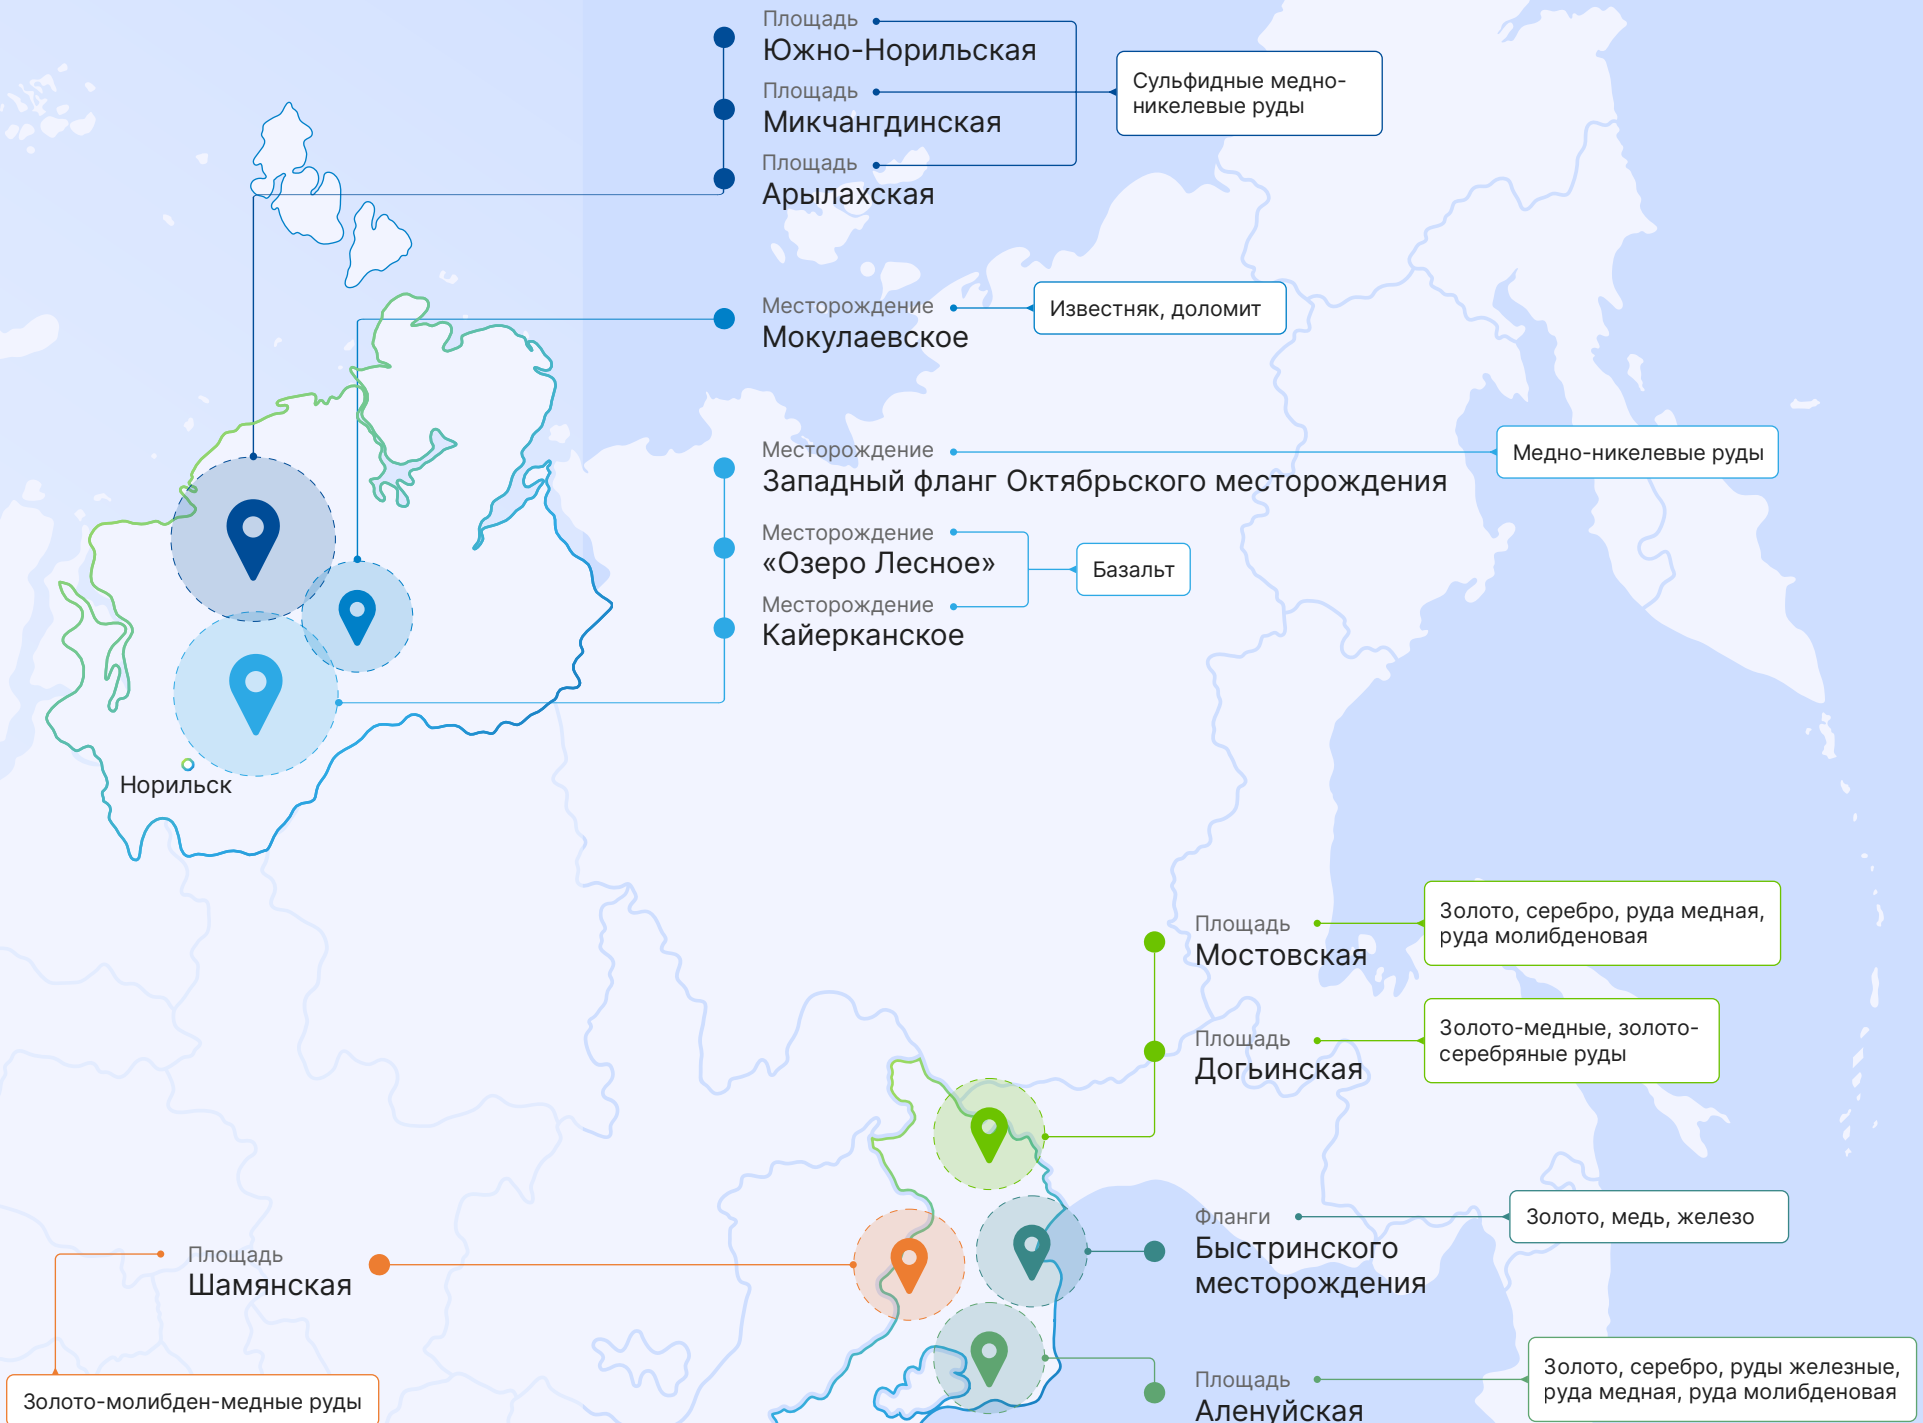 Площадь
Южно-Норильская
Площадь
Микчангдинская
Площадь
Арылахская
Сульфидные медно-
никелевые руды
Месторождение
Мокулаевское
Известняк, доломит
Месторождение
Западный фланг Октябрьского месторождения
Медно-никелевые руды
Месторождение
«Озеро Лесное»
Месторождение
Кайерканское
Базальт
Норильск
Площадь
Мостовская
Золото, серебро, руда медная,
руда молибденовая
Площадь
Догьинская
Золото-медные, золото-
серебряные руды
Фланги
Быстринского
месторождения
Золото, медь, железо
Площадь
Шамянская
Золото-молибден-медные руды
Площадь
Аленуйская
Золото, серебро, руды железные,
руда медная, руда молибденовая